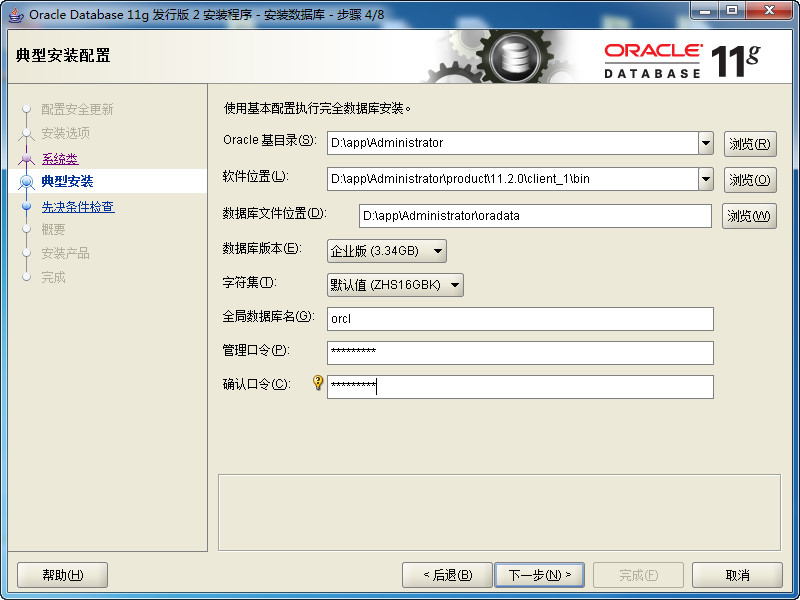 Oracle Database 11g 发行版 2 安装程序 - 安装数据库 - 步骤 4/8
典型安装配置
ORACLE
DATABASE 11g
配置安全更新
安装选项
系统类
典型安装
先决条件检查
概要
安装产品
完成
使用基本配置执行完全数据库安装。
Oracle 基目录(S): D:\app\Administrator 浏览(R)
软件位置(L): D:\app\Administrator\product\11.2.0\client_1\bin 浏览(O)
数据库文件位置(D): D:\app\Administrator\oradata 浏览(W)
数据库版本(E): 企业版 (3.34GB)
字符集(T): 默认值 (ZHS16GBK)
全局数据库名(G): orcl
管理口令(P): *********
确认口令(C): *********
帮助(H) < 后退(B) 下一步(N) > 完成(F) 取消